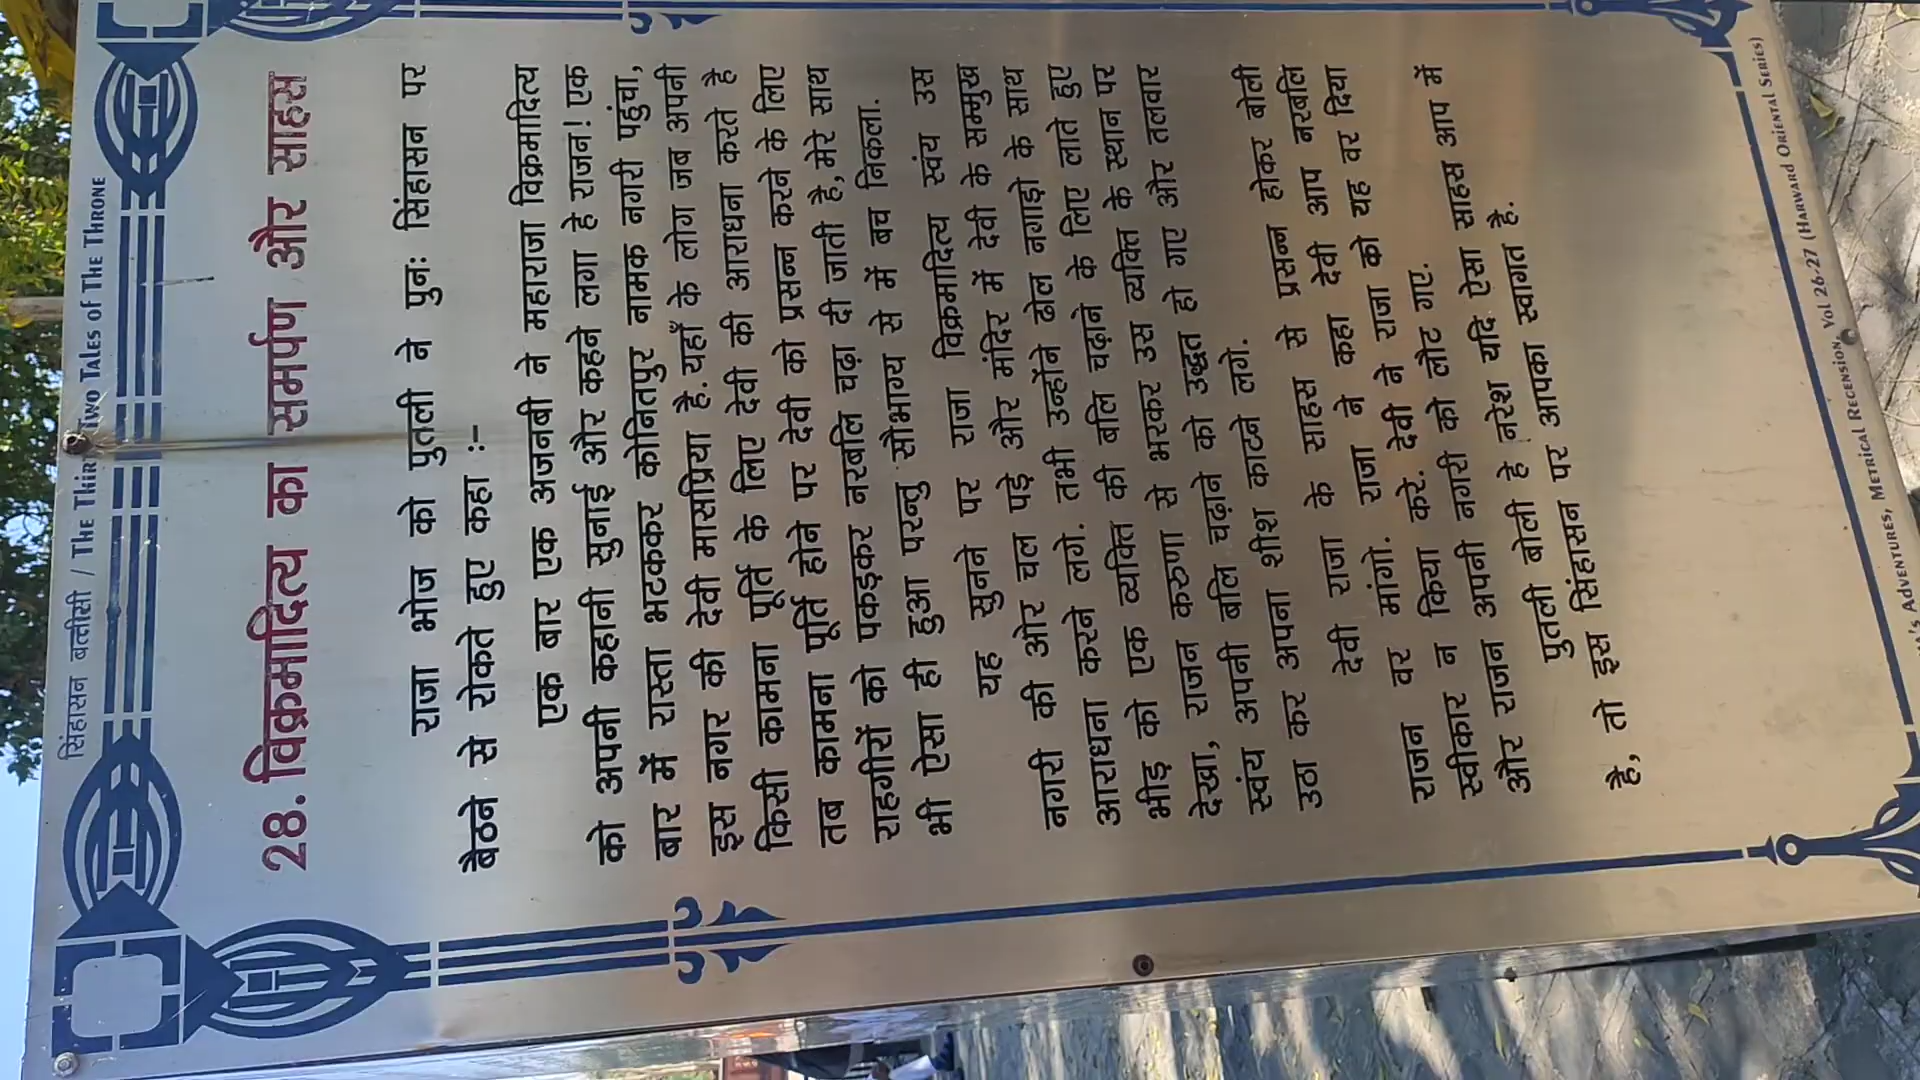 सिंहासन बत्तीसी / The Thirty Two Tales of The Throne
28. विक्रमादित्य का समर्पण और साहस
राजा भोज को पुतली ने पुनः सिंहासन पर
बैठने से रोकते हुए कहा :-
एक बार एक अजनबी ने महाराजा विक्रमादित्य
को अपनी कहानी सुनाई और कहने लगा हे राजन! एक
बार में रास्ता भटककर कोनितपुर नामक नगरी पहुंचा,
इस नगर की देवी मासप्रिया है. यहाँ के लोग जब अपनी
किसी कामना पूर्ति के लिए देवी की आराधना करते है
तब कामना पूर्ति होने पर देवी को प्रसन्न करने के लिए
राहगीरों को पकड़कर नरबलि चढ़ा दी जाती है, मेरे साथ
भी ऐसा ही हुआ परन्तु सौभाग्य से में बच निकला.
यह सुनने पर राजा विक्रमादित्य स्वंय उस
नगरी की ओर चल पड़े और मंदिर में देवी के सम्मुख
आराधना करने लगे. तभी उन्होंने ढोल नगाड़ो के साथ
भीड़ को एक व्यक्ति की बलि चढ़ाने के लिए लाते हुए
देखा, राजन करुणा से भरकर उस व्यक्ति के स्थान पर
स्वंय अपनी बलि चढ़ाने को उद्धृत हो गए और तलवार
उठा कर अपना शीश काटने लगे.
देवी राजा के साहस से प्रसन्न होकर बोली
राजन वर मांगो. राजा ने कहा देवी आप नरबलि
स्वीकार न किया करें. देवी ने राजा को यह वर दिया
और राजन अपनी नगरी को लौट गए.
पुतली बोली हे नरेश यदि ऐसा साहस आप में
है, तो इस सिंहासन पर आपका स्वागत है.
's Adventures, Metrical Recension, Vol 26-27 (Harward Oriental Series)